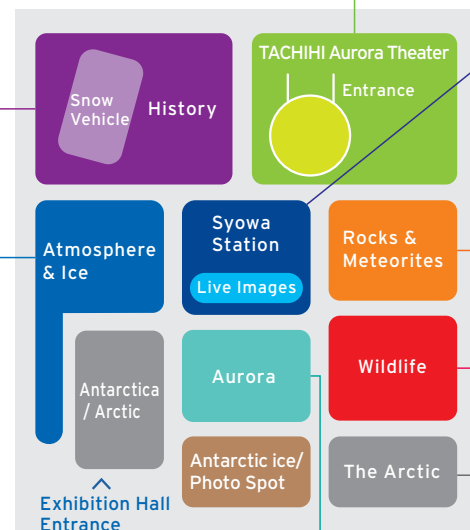 TACHIHI Aurora Theater
Entrance
Snow
Vehicle
History
Syowa
Station
Live Images
Atmosphere
& Ice
Rocks &
Meteorites
Antarctica
/ Arctic
Aurora
Wildlife
Antarctic ice/
Photo Spot
The Arctic
Exhibition Hall
Entrance